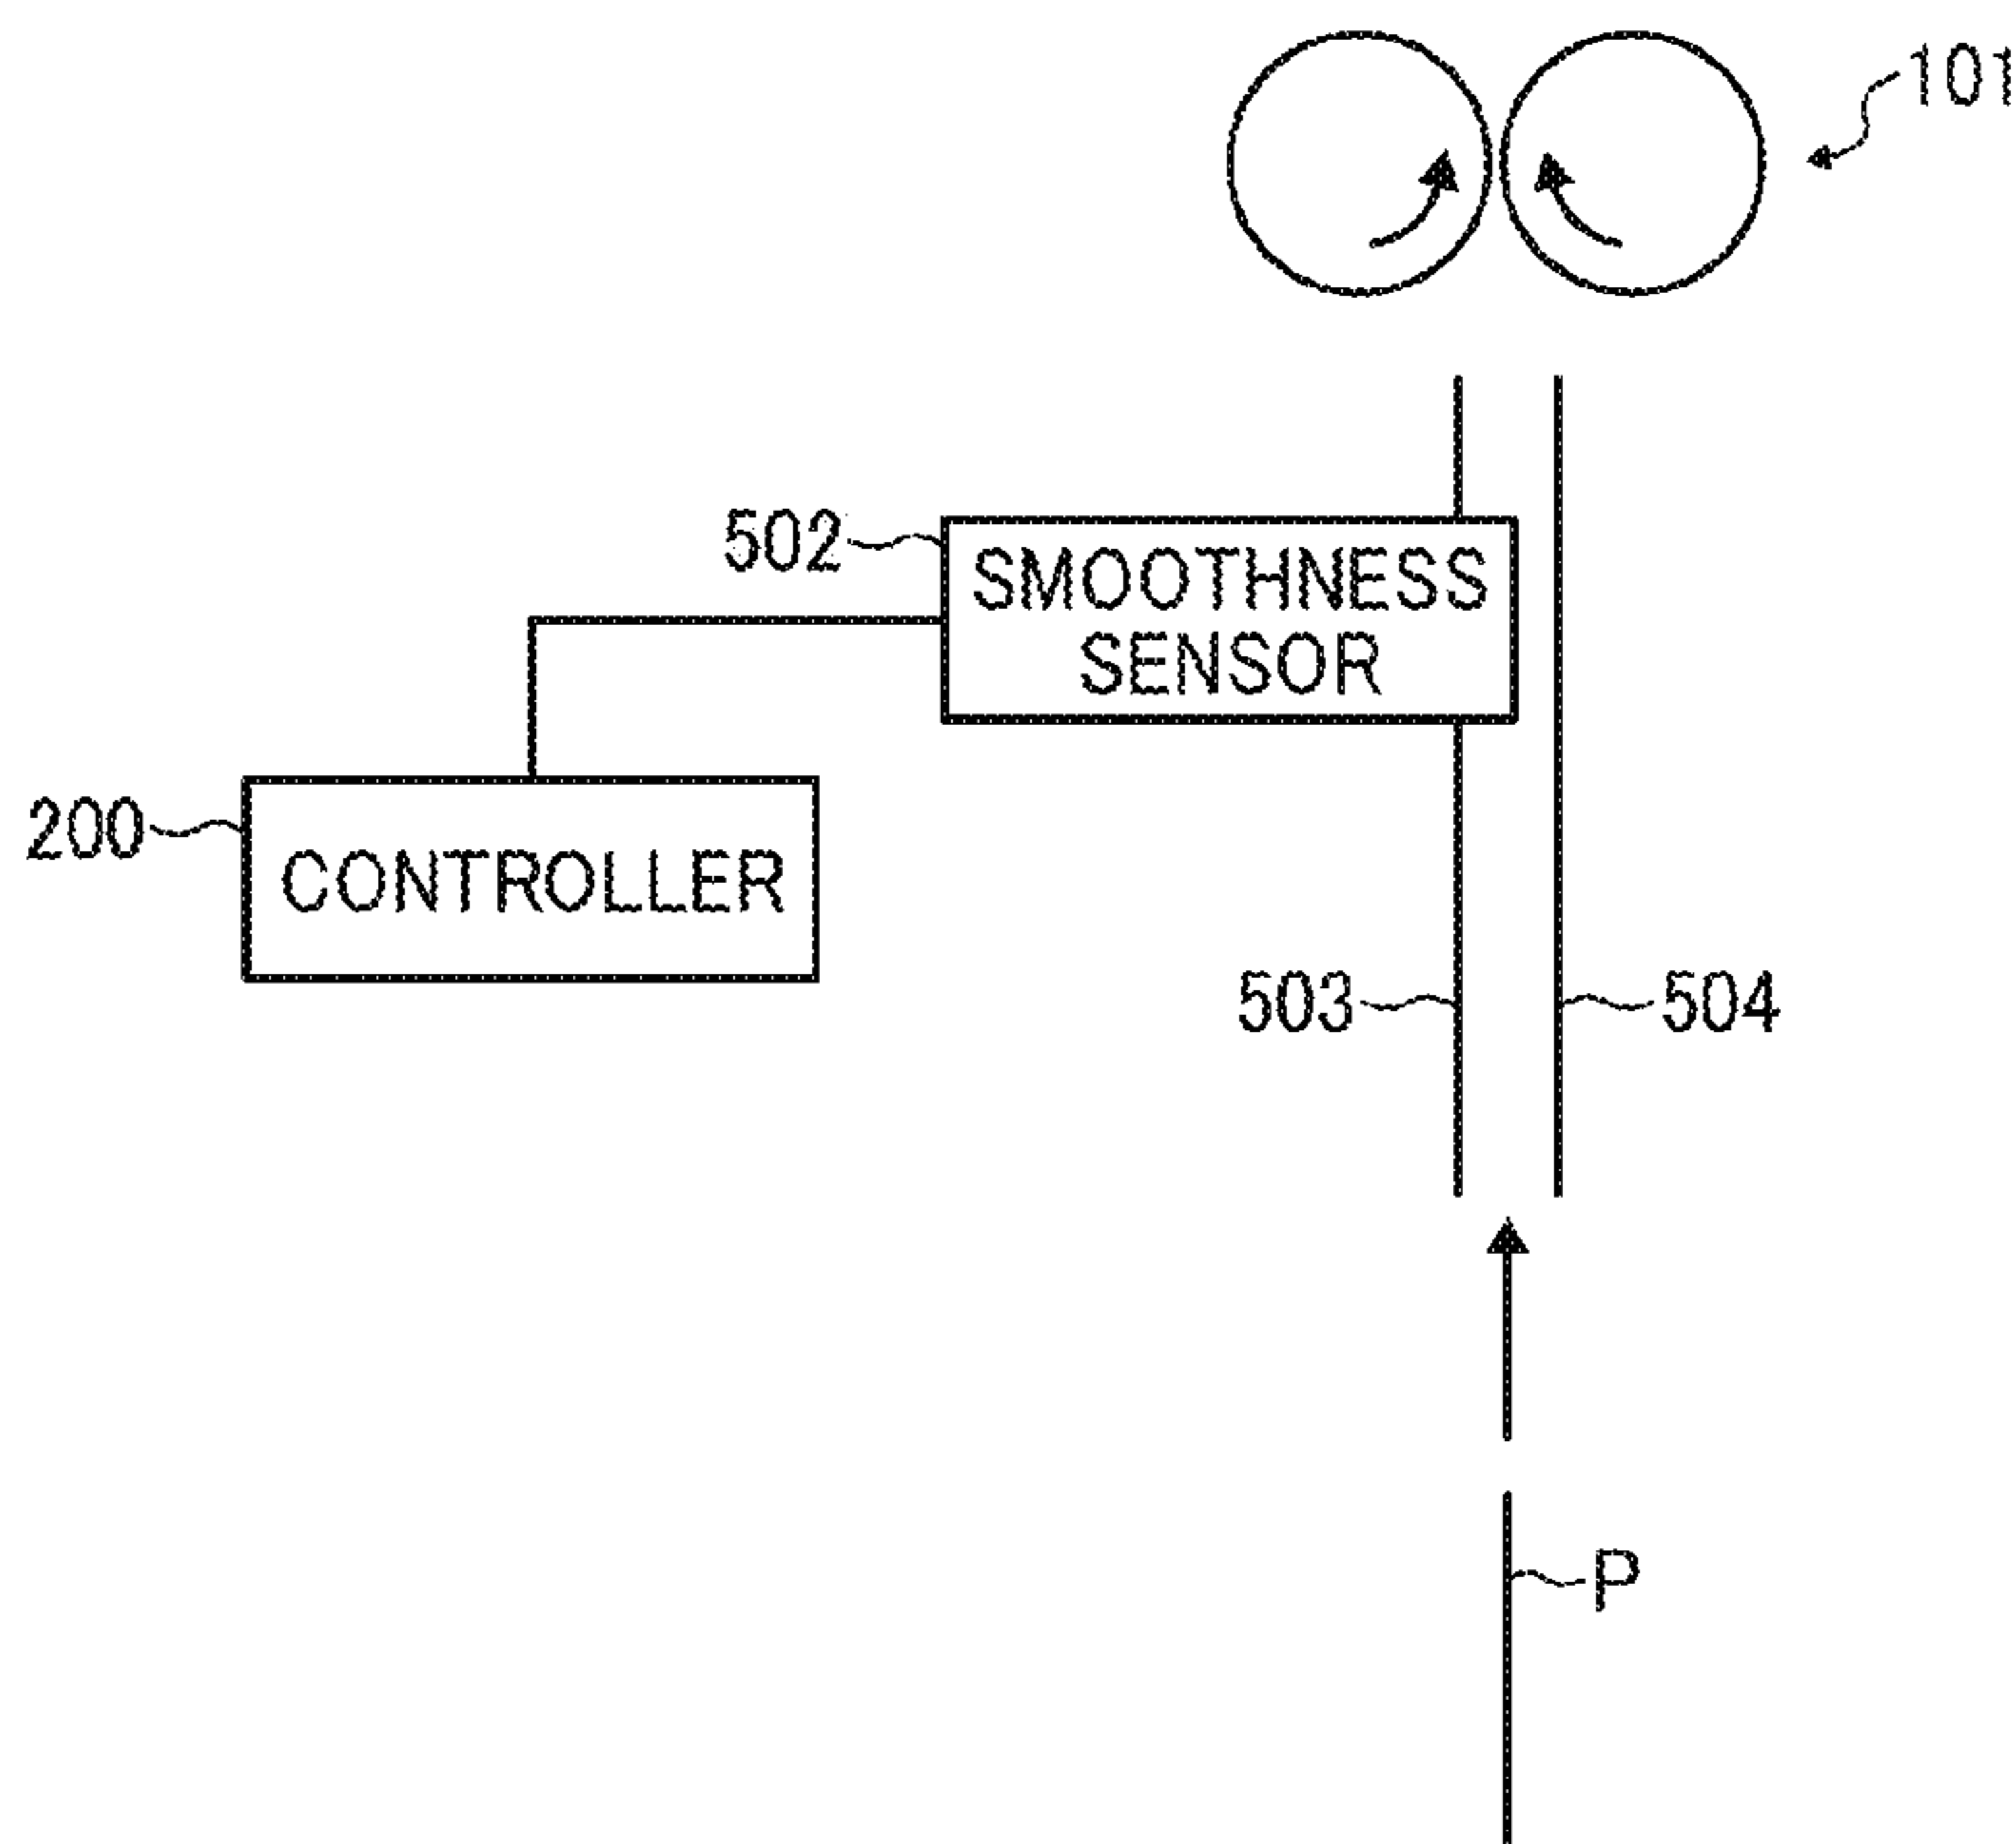 101
502
SMOOTHNESS
SENSOR
200
CONTROLLER
503
504
P